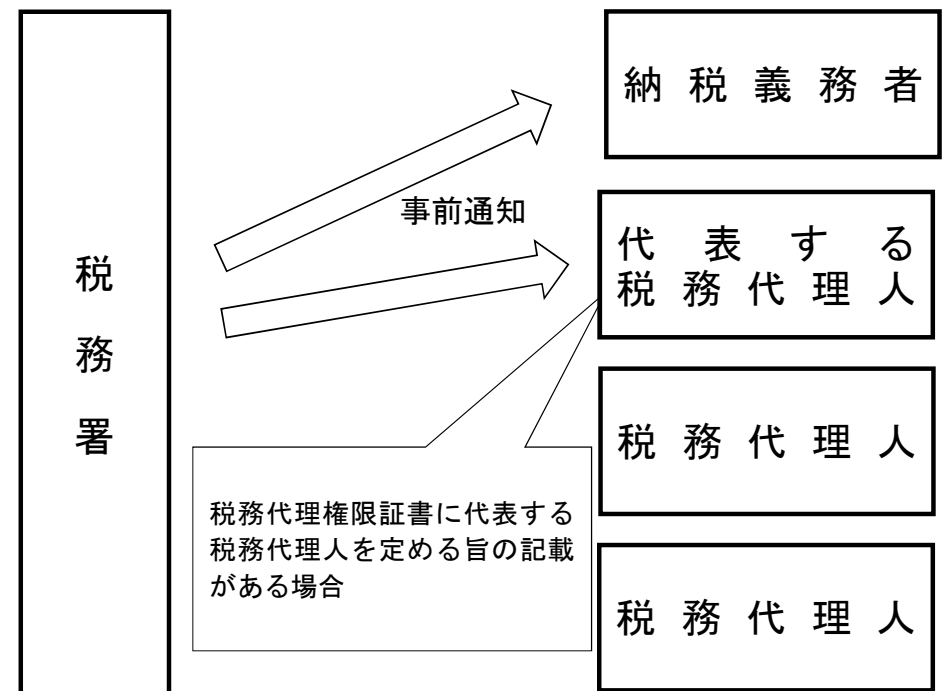 税務署
納税義務者
事前通知
代表する
税務代理人
税務代理人
税務代理権限証書に代表する
税務代理人を定める旨の記載
がある場合
税務代理人